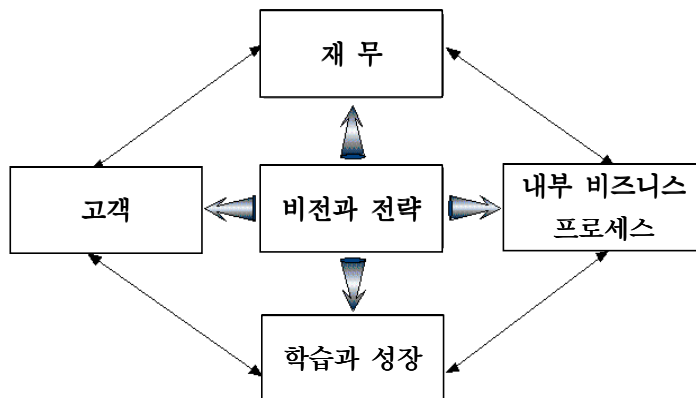 재 무
고객
비전과 전략
내부 비즈니스
프로세스
학습과 성장